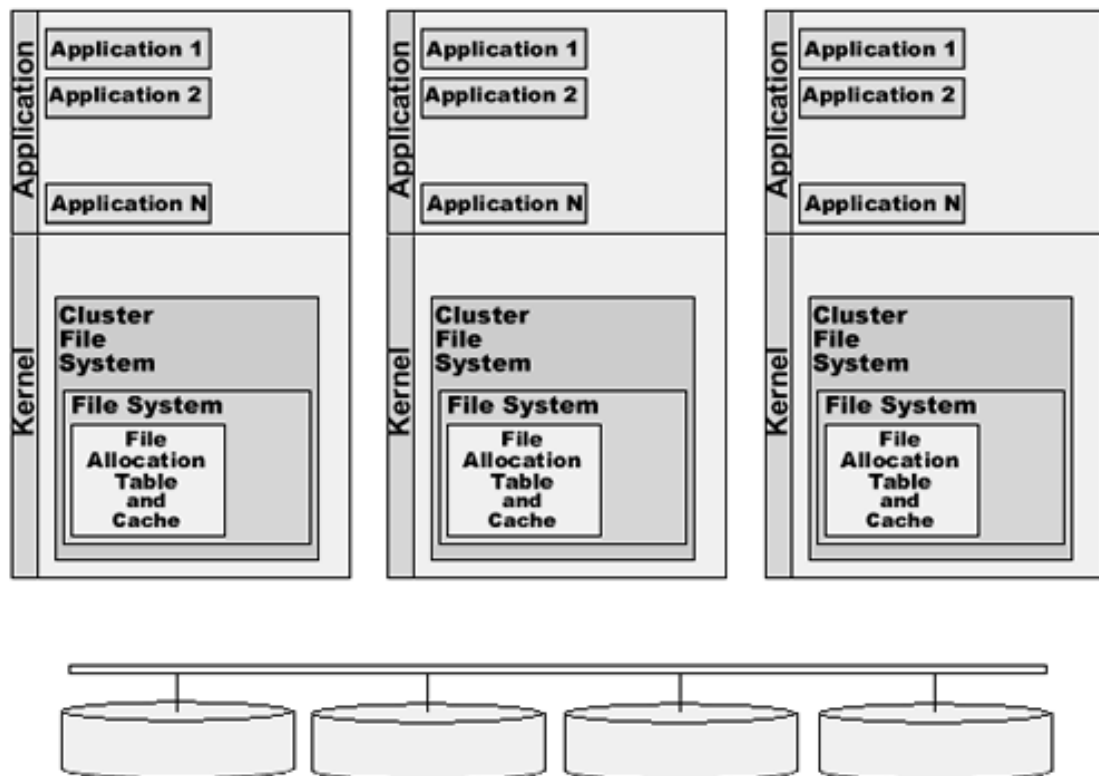 Application
Application 1
Application 2
Application N
Kernel
Cluster
File
System
File System
File
Allocation
Table
and
Cache
Application
Application 1
Application 2
Application N
Kernel
Cluster
File
System
File System
File
Allocation
Table
and
Cache
Application
Application 1
Application 2
Application N
Kernel
Cluster
File
System
File System
File
Allocation
Table
and
Cache